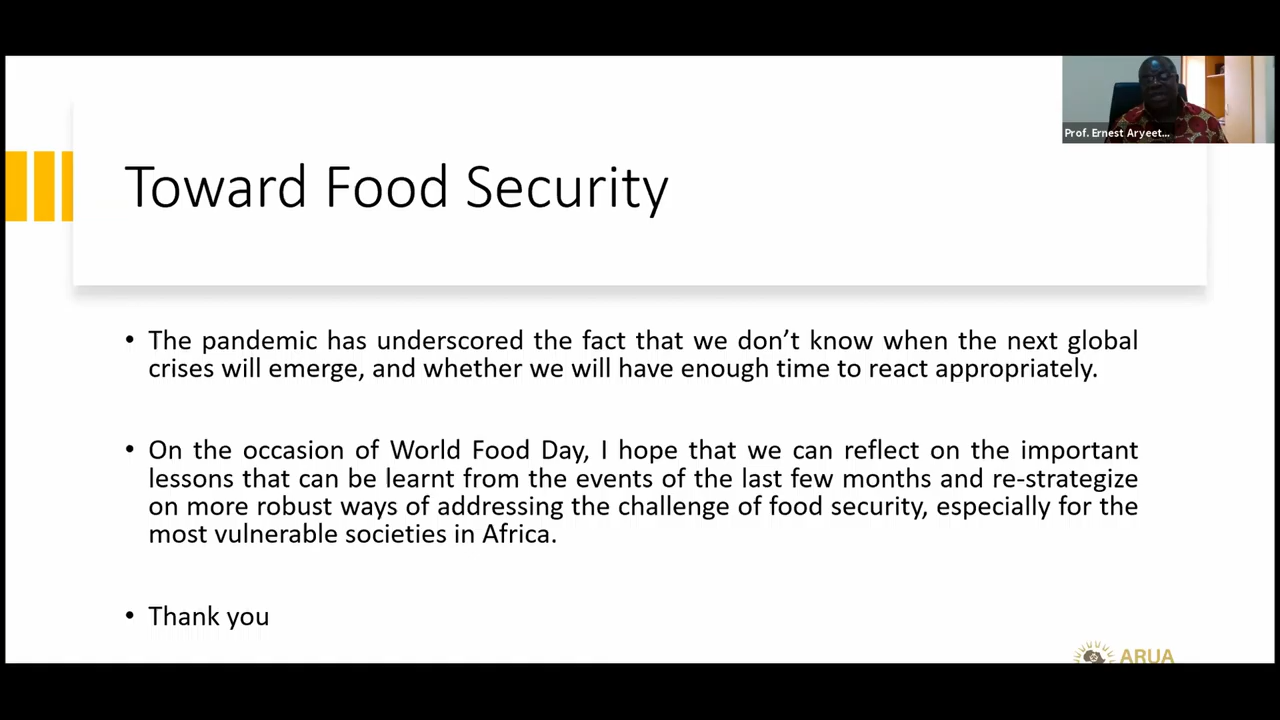 Prof. Ernest Aryeet...
Toward Food Security
• The pandemic has underscored the fact that we don’t know when the next global
crises will emerge, and whether we will have enough time to react appropriately.
• On the occasion of World Food Day, I hope that we can reflect on the important
lessons that can be learnt from the events of the last few months and re-strategize
on more robust ways of addressing the challenge of food security, especially for the
most vulnerable societies in Africa.
• Thank you
ARUA